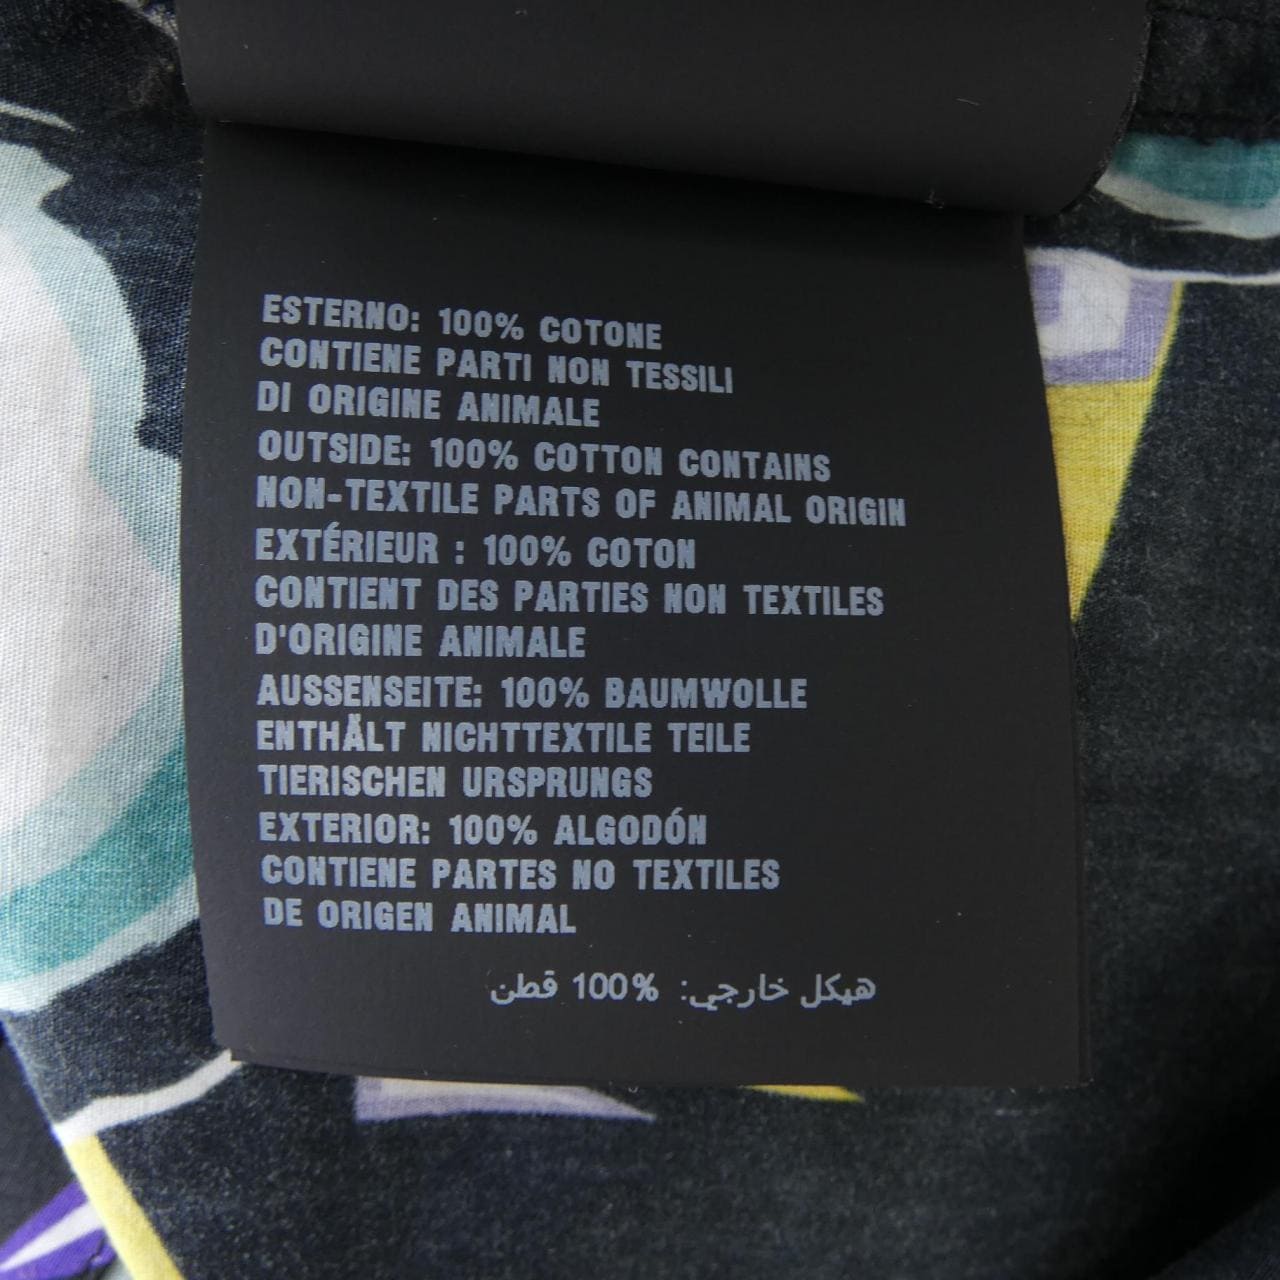 ESTERNO: 100% COTONE
CONTIENE PARTI NON TESSILI
DI ORIGINE ANIMALE
OUTSIDE: 100% COTTON CONTAINS
NON-TEXTILE PARTS OF ANIMAL ORIGIN
EXTÉRIEUR : 100% COTON
CONTIENT DES PARTIES NON TEXTILES
D'ORIGINE ANIMALE
AUSSENSEITE: 100% BAUMWOLLE
ENTHÄLT NICHTTEXTILE TEILE
TIERISCHEN URSPRUNGS
EXTERIOR: 100% ALGODÓN
CONTIENE PARTES NO TEXTILES
DE ORIGEN ANIMAL
هيكل خارجي: 100% قطن